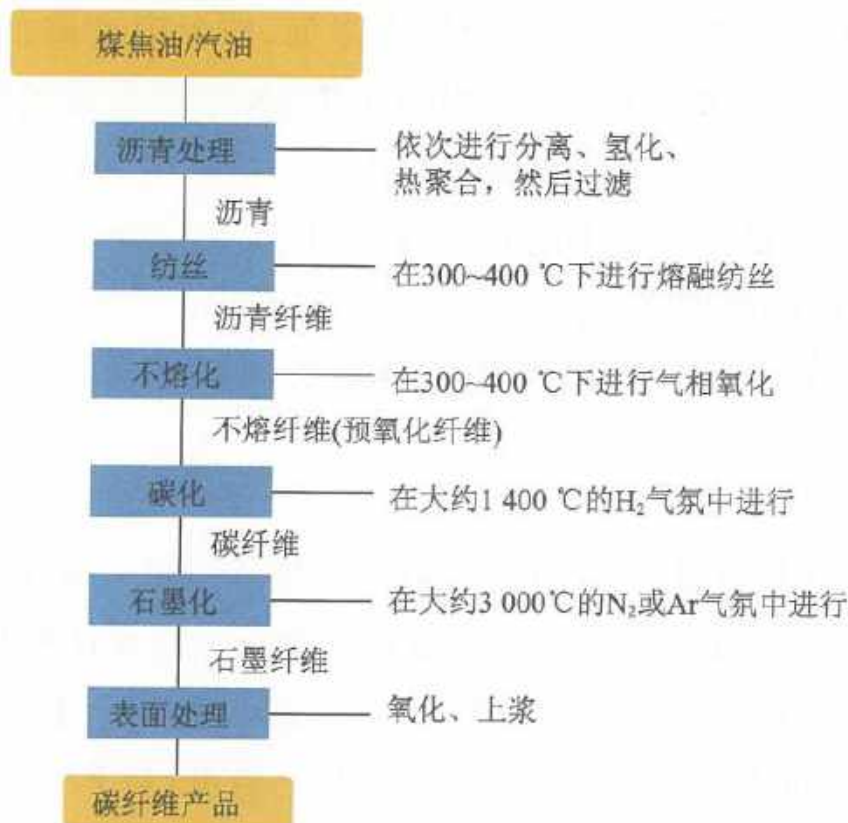 煤焦油/汽油
沥青处理
依次进行分离、氢化、
热聚合，然后过滤
沥青
纺丝
在300~400 ℃下进行熔融纺丝
沥青纤维
不熔化
在300~400 ℃下进行气相氧化
不熔纤维(预氧化纤维)
碳化
在大约1 400 ℃的H₂气氛中进行
碳纤维
石墨化
在大约3 000℃的N₂或Ar气氛中进行
石墨纤维
表面处理
氧化、上浆
碳纤维产品